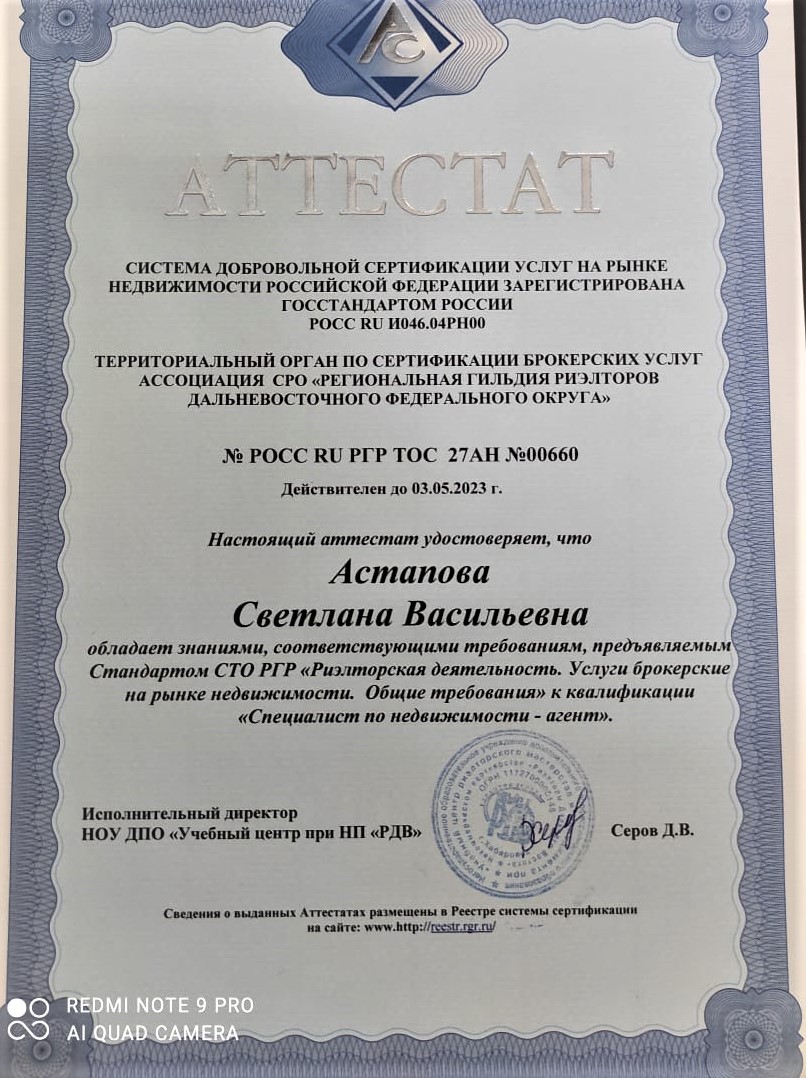 АС
АТТЕСТАТ
СИСТЕМА ДОБРОВОЛЬНОЙ СЕРТИФИКАЦИИ УСЛУГ НА РЫНКЕ
НЕДВИЖИМОСТИ РОССИЙСКОЙ ФЕДЕРАЦИИ ЗАРЕГИСТРИРОВАНА
ГОССТАНДАРТОМ РОССИИ
РОСС RU И046.04РН00
ТЕРРИТОРИАЛЬНЫЙ ОРГАН ПО СЕРТИФИКАЦИИ БРОКЕРСКИХ УСЛУГ
АССОЦИАЦИЯ СРО «РЕГИОНАЛЬНАЯ ГИЛЬДИЯ РИЭЛТОРОВ
ДАЛЬНЕВОСТОЧНОГО ФЕДЕРАЛЬНОГО ОКРУГА»
№ РОСС RU РГР ТОС 27АН №00660
Действителен до 03.05.2023 г.
Настоящий аттестат удостоверяет, что
Астапова
Светлана Васильевна
обладает знаниями, соответствующими требованиям, предъявляемым
Стандартом СТО РГР «Риэлторская деятельность. Услуги брокерские
на рынке недвижимости. Общие требования» к квалификации
«Специалист по недвижимости - агент».
Исполнительный директор
НОУ ДПО «Учебный центр при НП «РДВ»
Серов Д.В.
Сведения о выданных Аттестатах размещены в Реестре системы сертификации
на сайте: www.http://reestr.rgr.ru/
REDMI NOTE 9 PRO
AI QUAD CAMERA